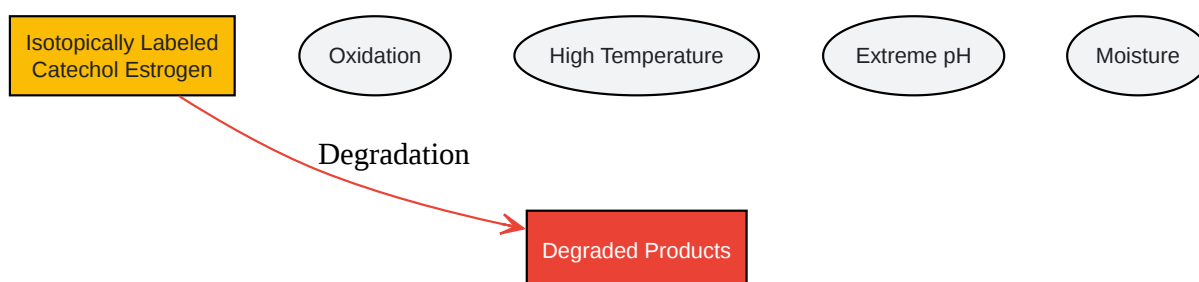 Isotopically Labeled
Catechol Estrogen
Oxidation
High Temperature
Extreme pH
Moisture
Degradation
Degraded Products